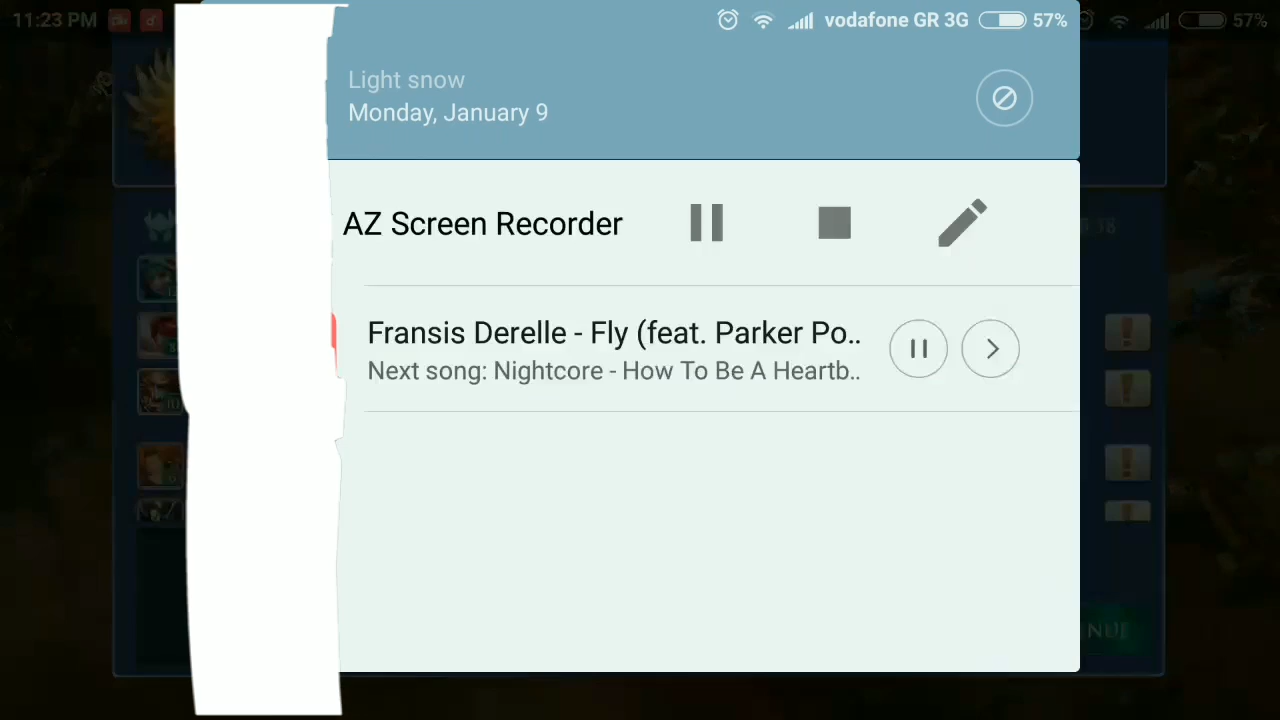 11:23 PM
vodafone GR 3G 57%
57%
Light snow
Monday, January 9
AZ Screen Recorder
Fransis Derelle - Fly (feat. Parker Po..
Next song: Nightcore - How To Be A Heartb..